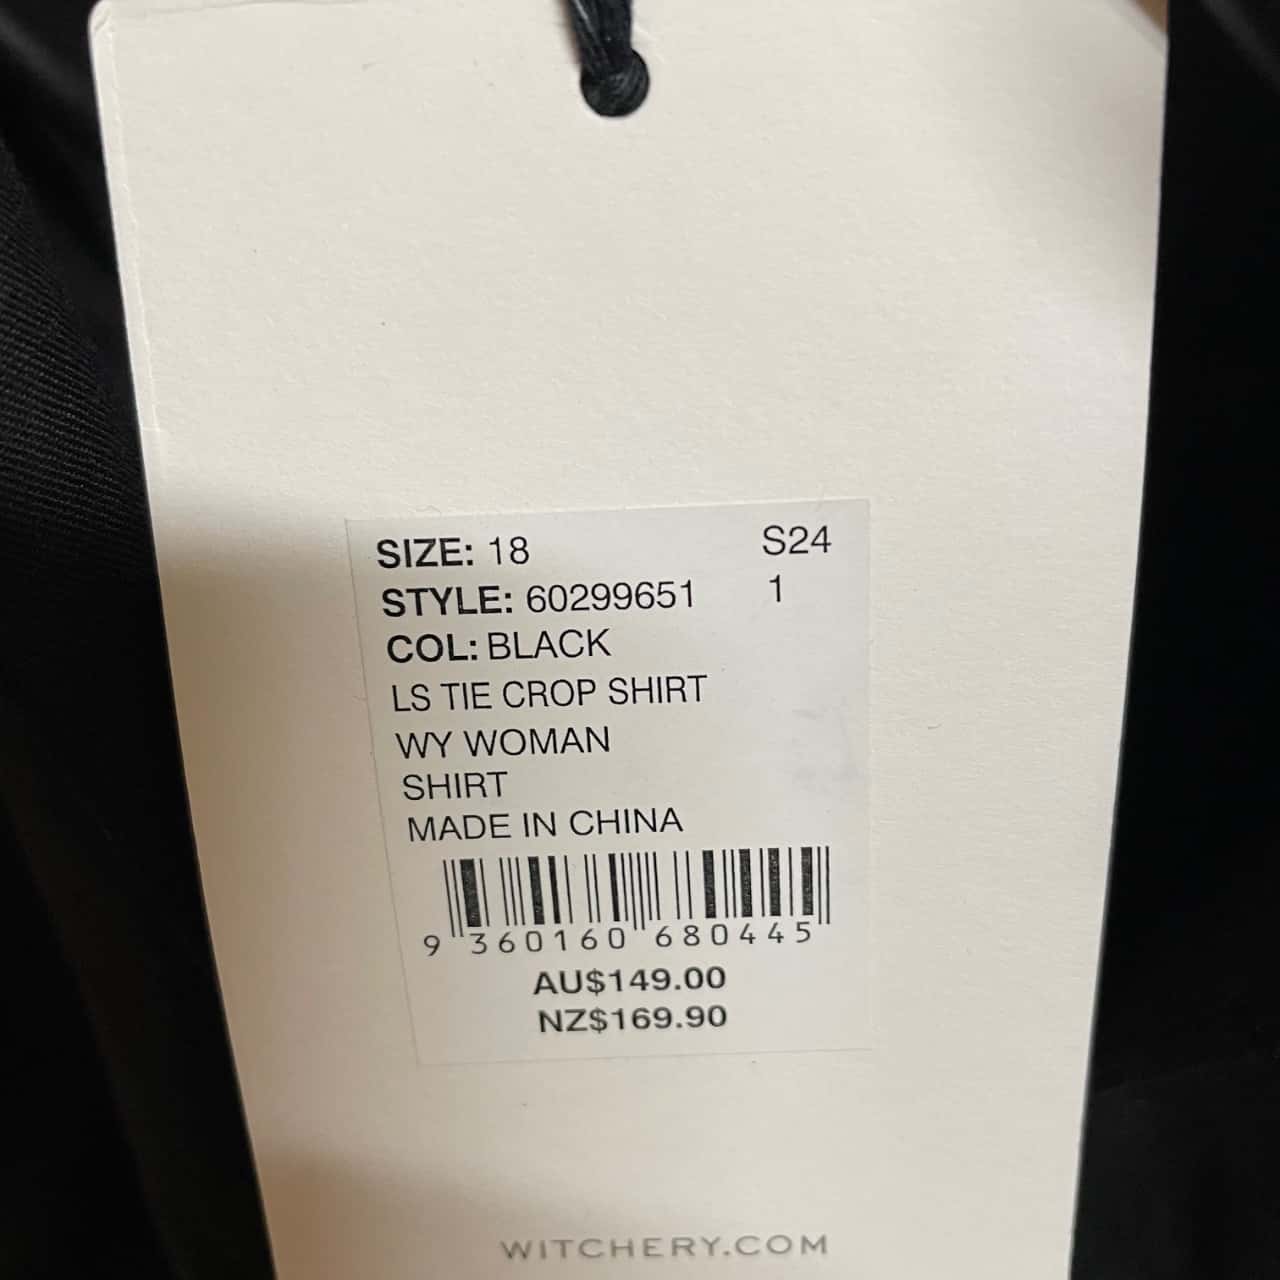 SIZE: 18 S24
STYLE: 60299651 1
COL: BLACK
LS TIE CROP SHIRT
WY WOMAN
SHIRT
MADE IN CHINA
9 360160 680445
AU$149.00
NZ$169.90
WITCHERY.COM